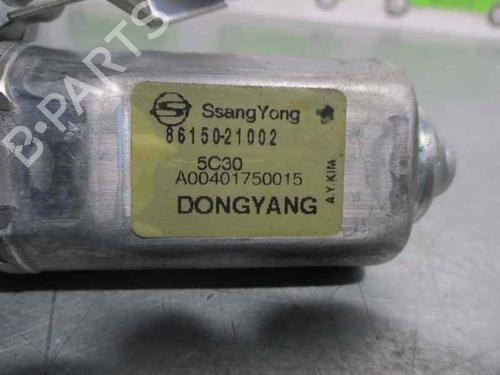 SsangYong
86150-21002
5C30
A00401750015
DONGYANG
A.Y.KIM
B-PARTS